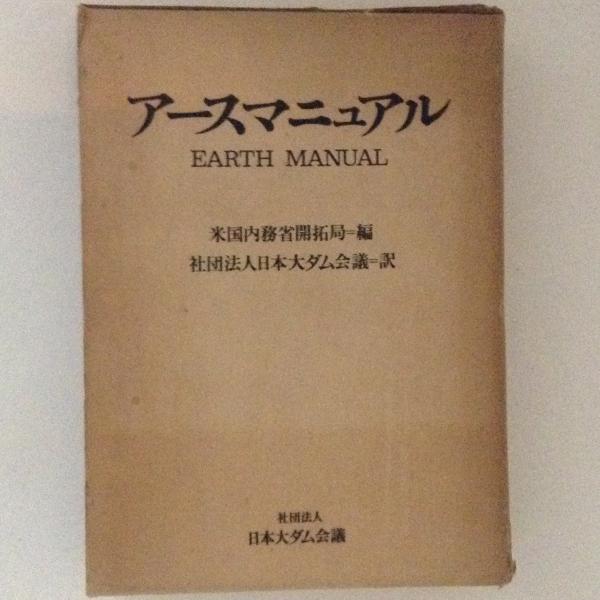 アースマニュアル
EARTH MANUAL
米国内務省開拓局=編
社団法人日本大ダム会議=訳
社団法人
日本大ダム会議